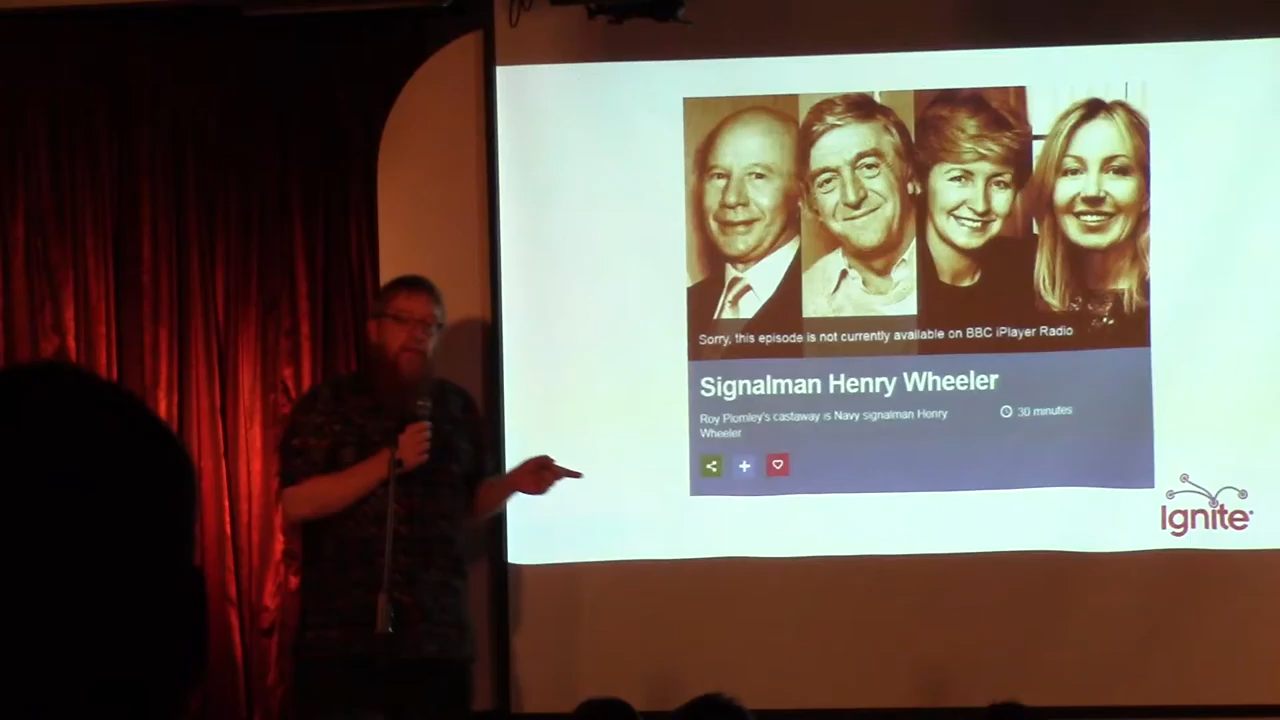 Sorry, this episode is not currently available on BBC iPlayer Radio
Signalman Henry Wheeler
Roy Plomley's castaway is Navy signalman Henry
Wheeler
30 minutes
Ignite